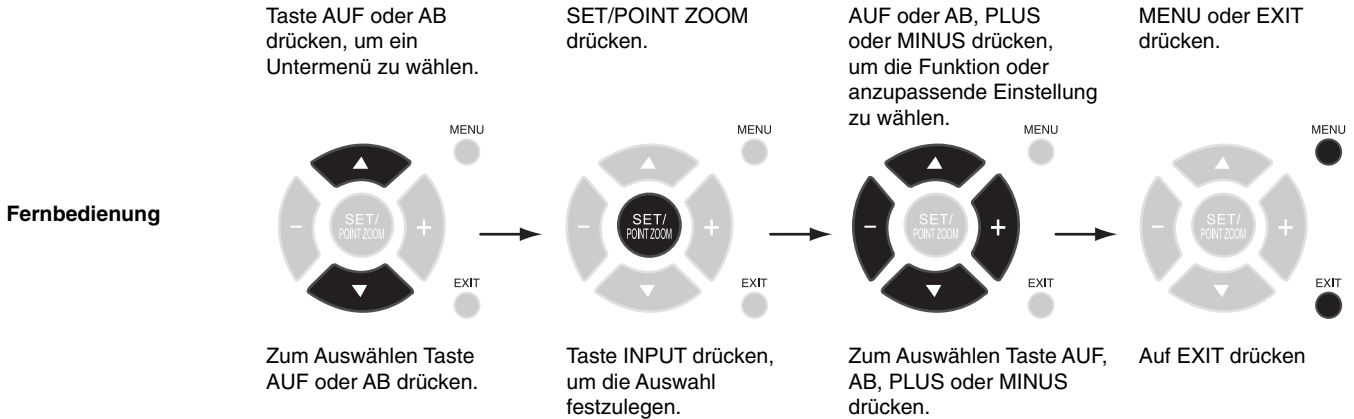 Taste AUF oder AB
drücken, um ein
Untermenü zu wählen.
SET/POINT ZOOM
drücken.
AUF oder AB, PLUS
oder MINUS drücken,
um die Funktion oder
anzupassende Einstellung
zu wählen.
MENU oder EXIT
drücken.
Fernbedienung
MENU
SET/
POINT ZOOM
− +
EXIT
MENU
SET/
POINT ZOOM
− +
EXIT
MENU
SET/
POINT ZOOM
− +
EXIT
MENU
SET/
POINT ZOOM
− +
EXIT
Zum Auswählen Taste
AUF oder AB drücken.
Taste INPUT drücken,
um die Auswahl
festzulegen.
Zum Auswählen Taste AUF,
AB, PLUS oder MINUS
drücken.
Auf EXIT drücken